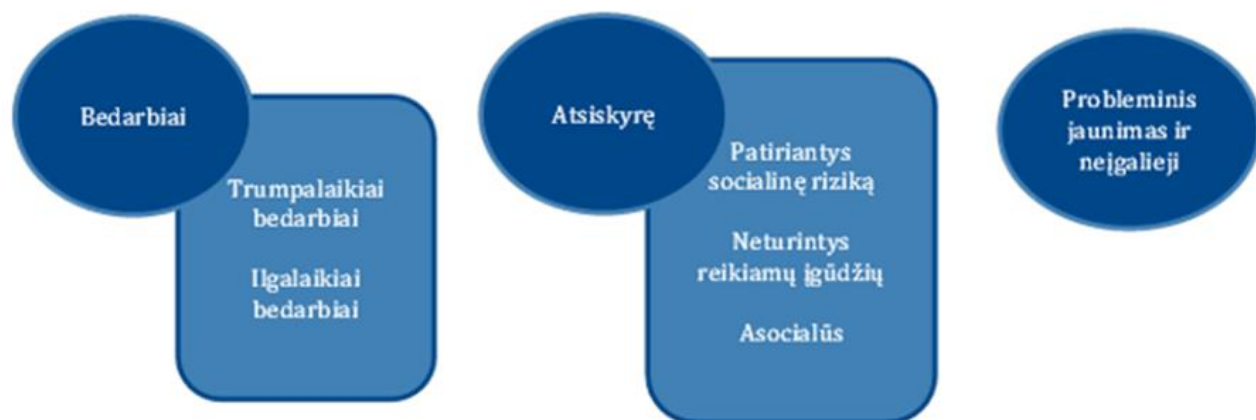 Bedarbiai
Trumpalaikiai
bedarbiai
Ilgalaikiai
bedarbiai
Atsiskyrę
Patiriantys
socialinę riziką
Neturintys
reikiamų įgūdžių
Asocialūs
Probleminis
jaunimas ir
neįgalieji